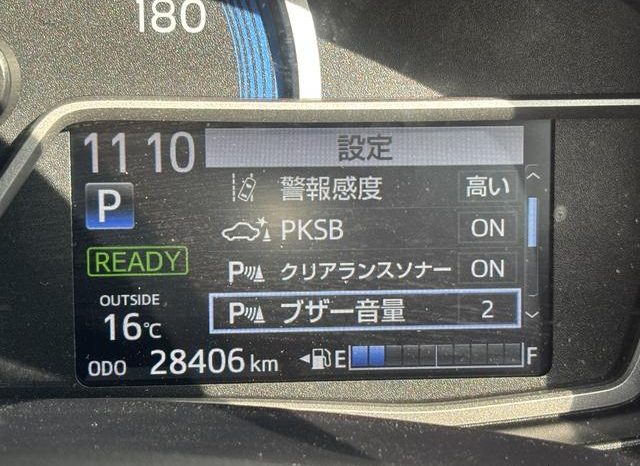 180
11 10 設定
警報感度 高い
P PKSB ON
READY P クリアランスソナー ON
OUTSIDE P ブザー音量 2
16℃
ODO 28406 km E F